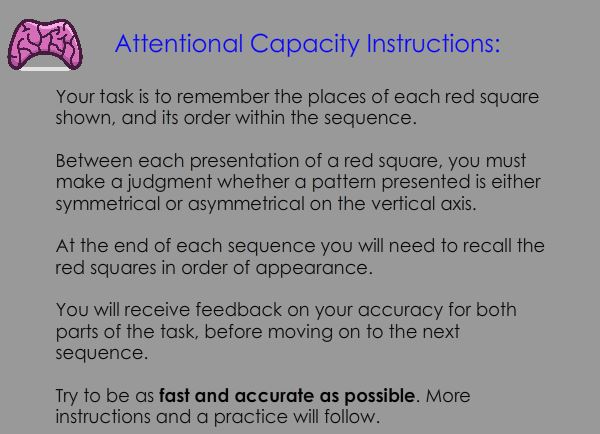 Attentional Capacity Instructions:
Your task is to remember the places of each red square
shown, and its order within the sequence.
Between each presentation of a red square, you must
make a judgment whether a pattern presented is either
symmetrical or asymmetrical on the vertical axis.
At the end of each sequence you will need to recall the
red squares in order of appearance.
You will receive feedback on your accuracy for both
parts of the task, before moving on to the next
sequence.
Try to be as fast and accurate as possible. More
instructions and a practice will follow.